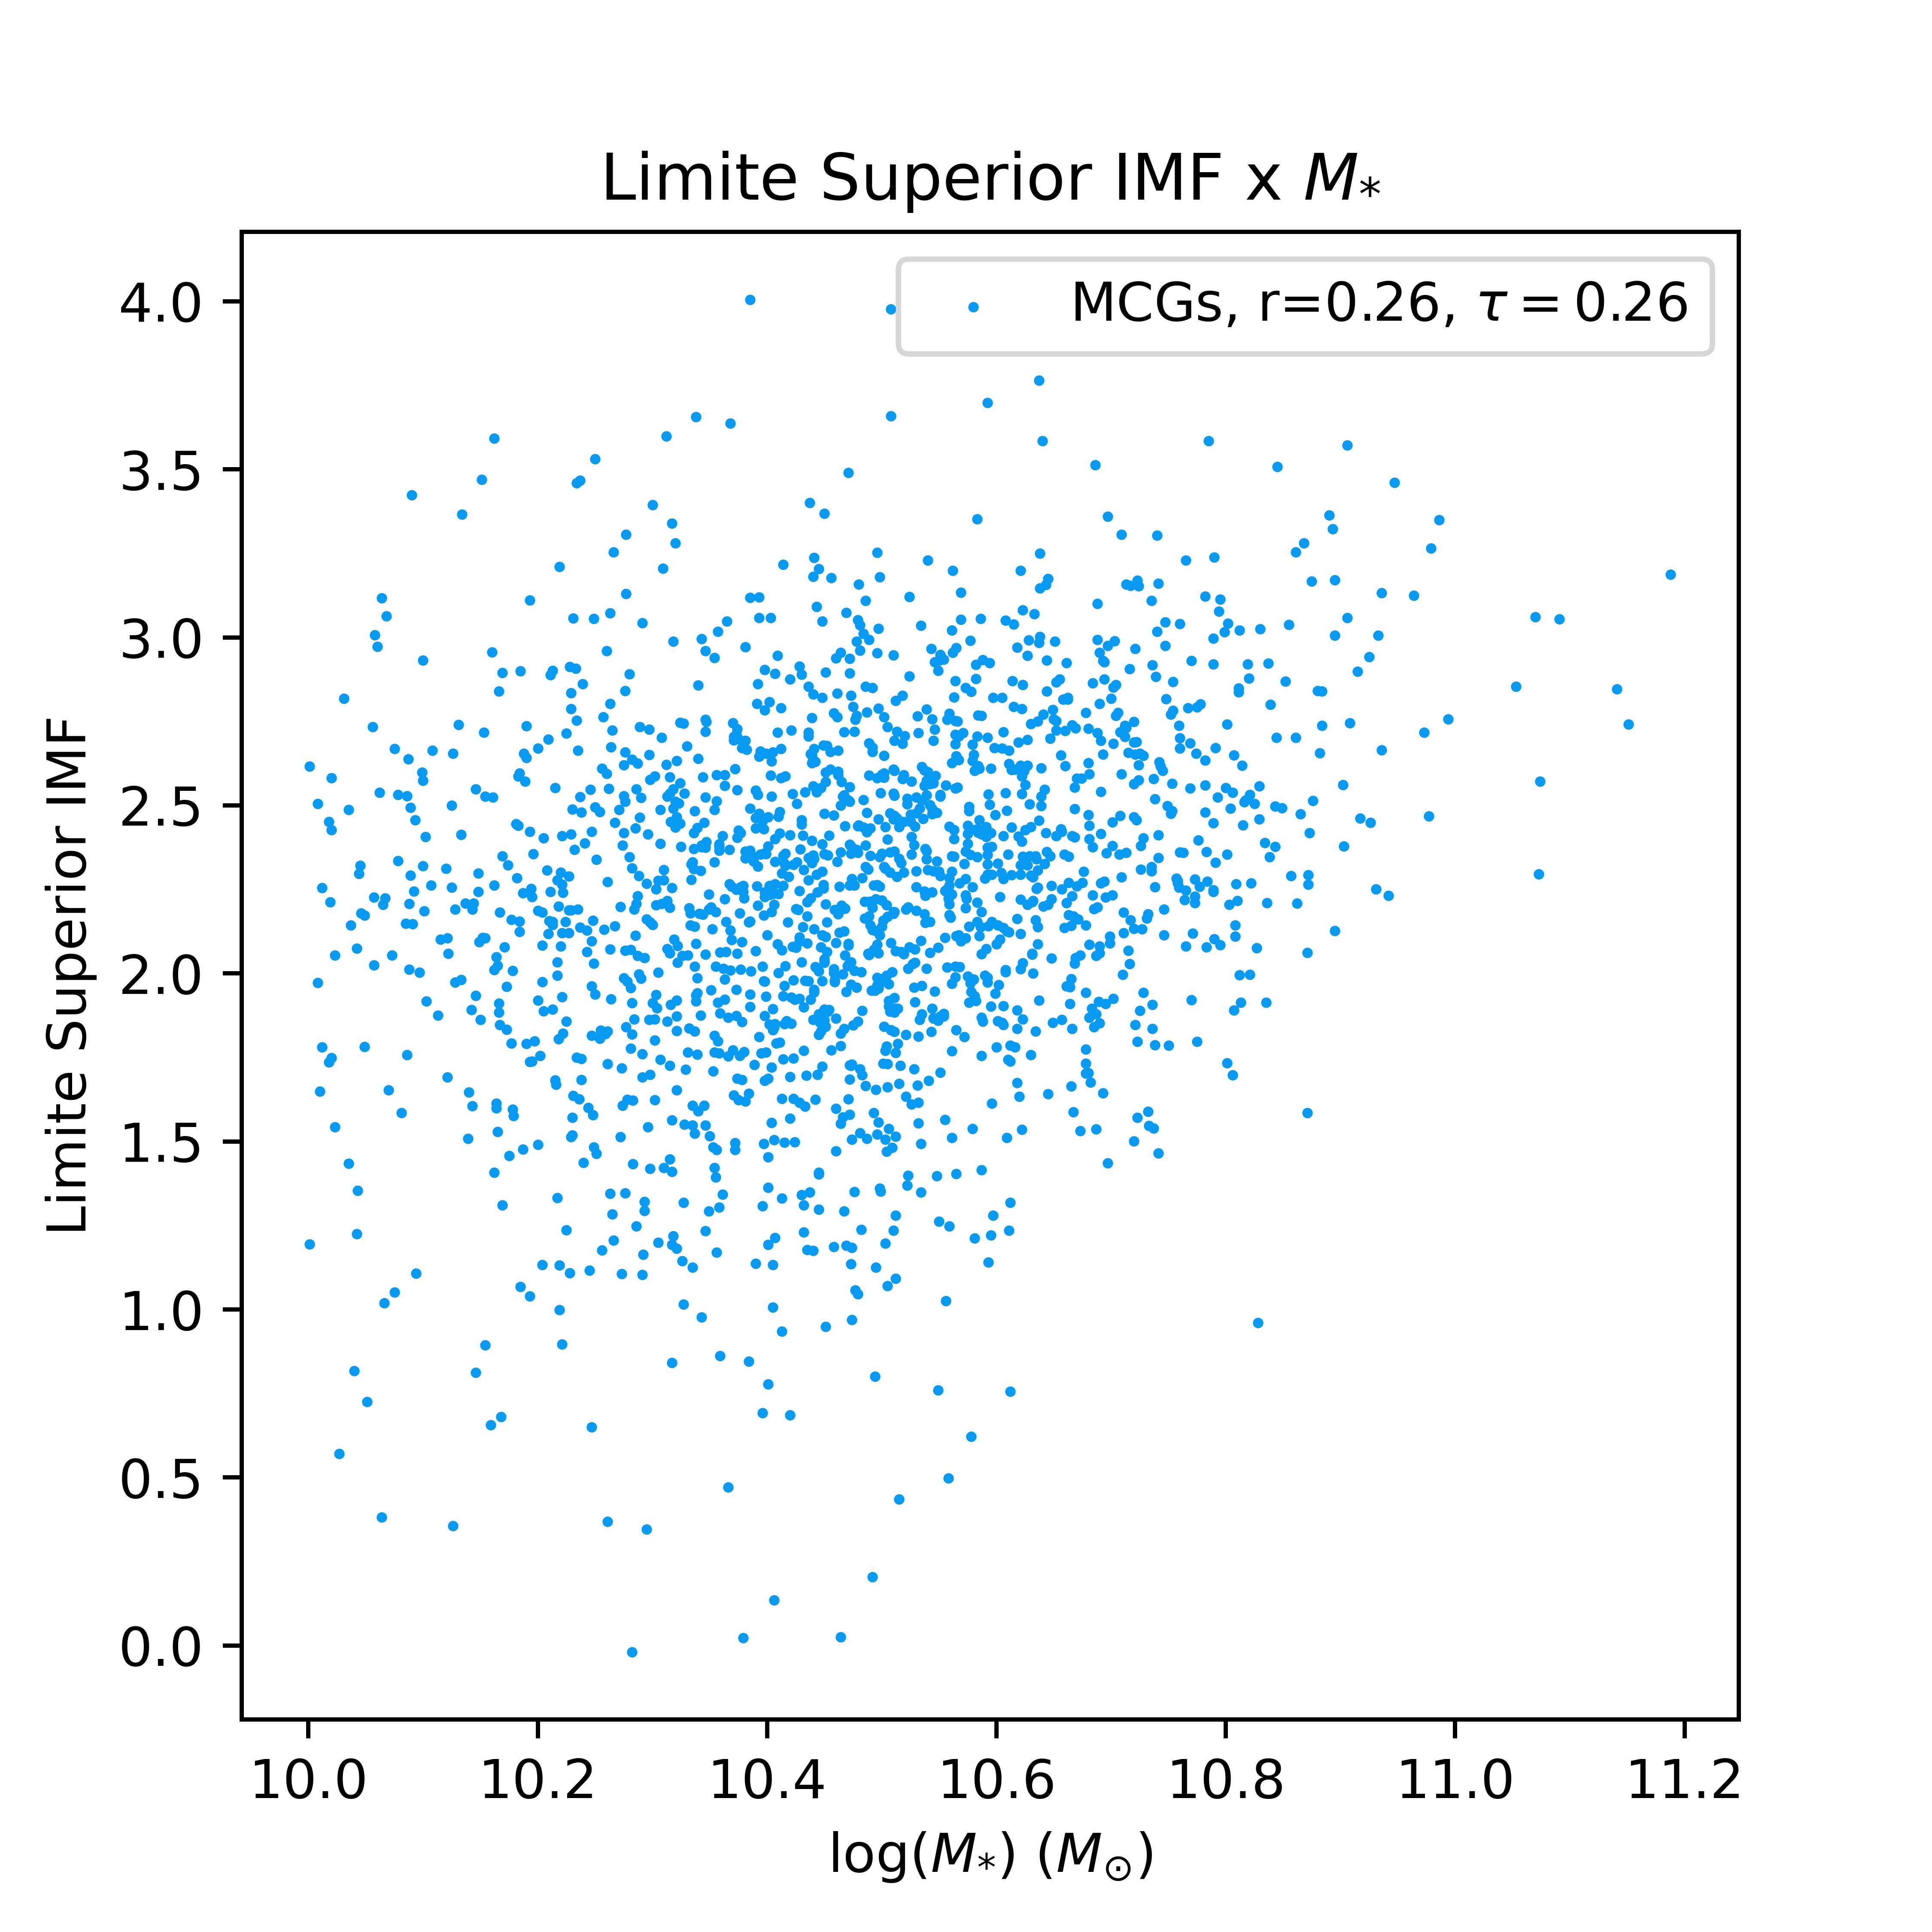 Limite Superior IMF x M*
MCGs, r=0.26, τ = 0.26
Limite Superior IMF
4.0
3.5
3.0
2.5
2.0
1.5
1.0
0.5
0.0
10.0 10.2 10.4 10.6 10.8 11.0 11.2
log(M*) (M⊙)